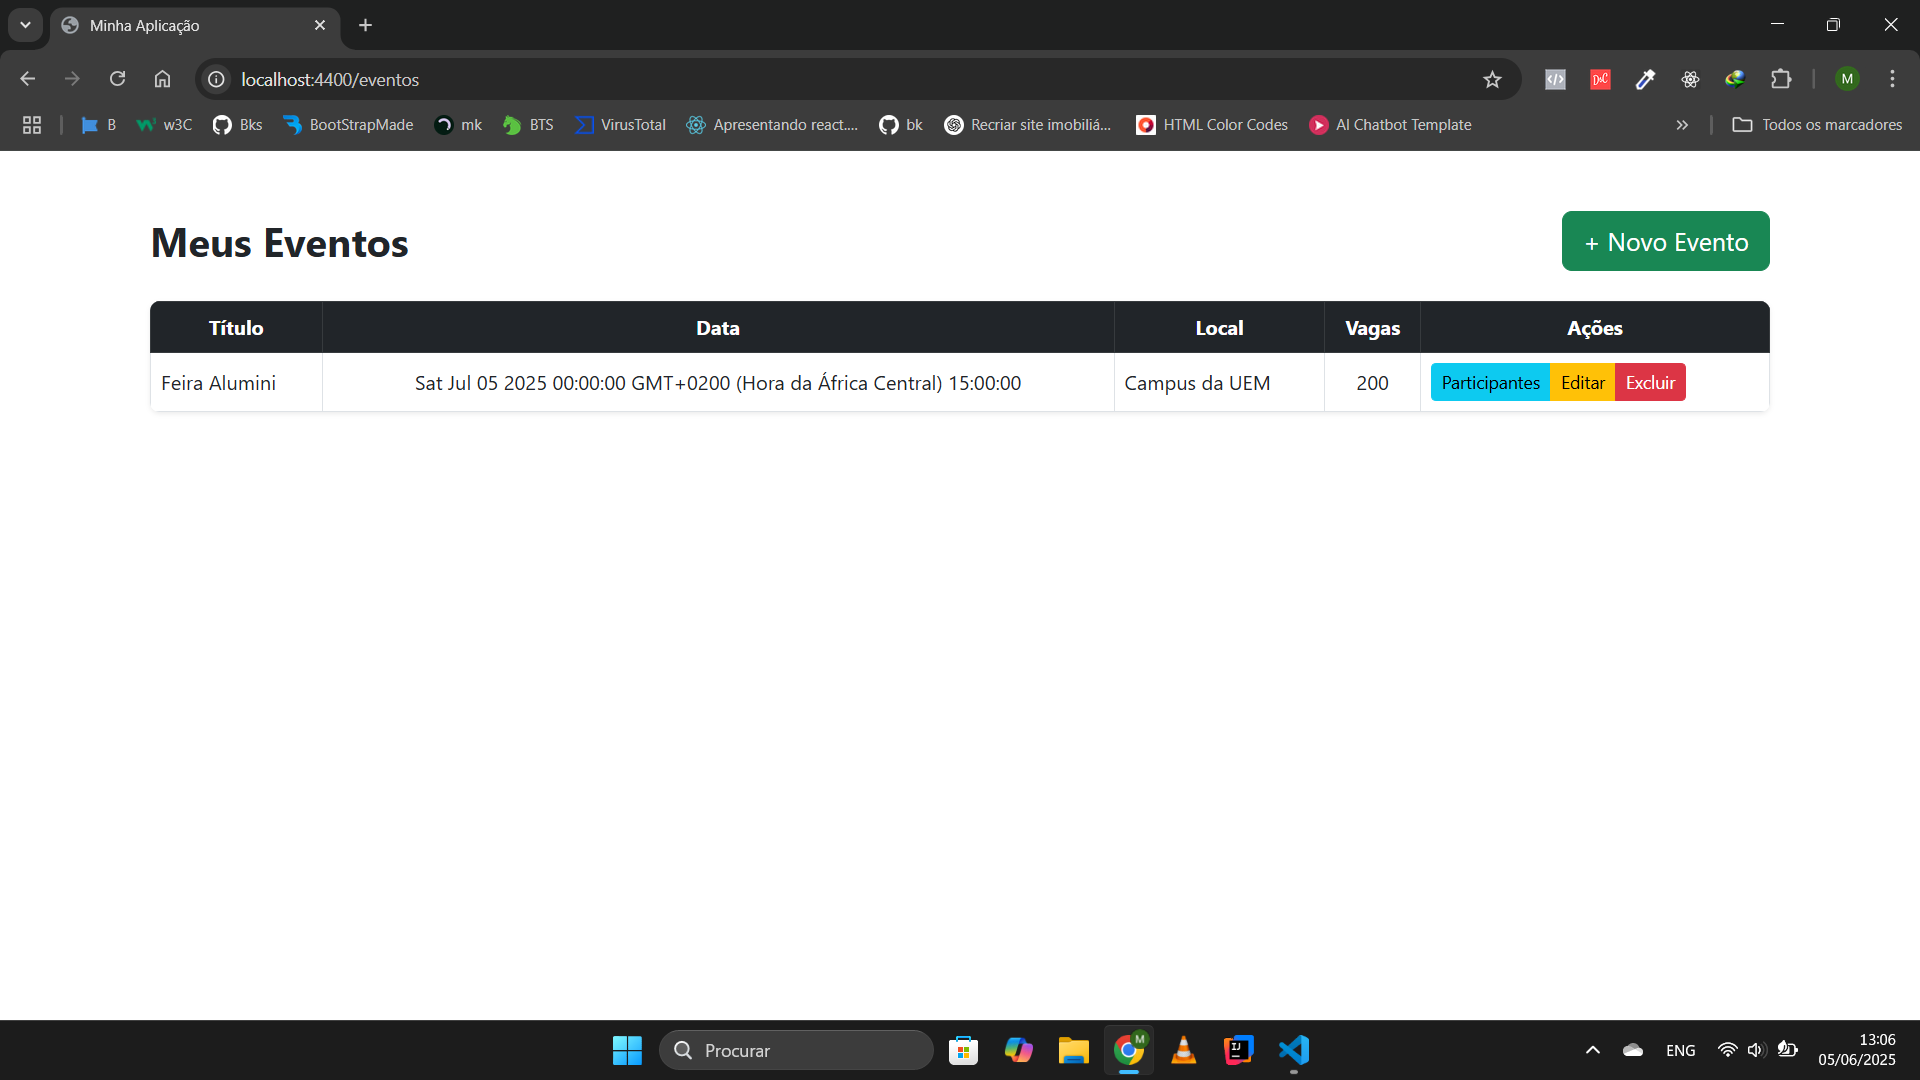 Minha Aplicação
localhost:4400/eventos
M
B
w3C
Bks
BootStrapMade
mk
BTS
VirusTotal
Apresentando react....
bk
Recriar site imobiliá...
HTML Color Codes
AI Chatbot Template
Todos os marcadores
Meus Eventos
+ Novo Evento
Título Data Local Vagas Ações
Feira Alumini Sat Jul 05 2025 00:00:00 GMT+0200 (Hora da África Central) 15:00:00 Campus da UEM 200 Participantes Editar Excluir
Procurar
M
IJ
ENG
13:06
05/06/2025